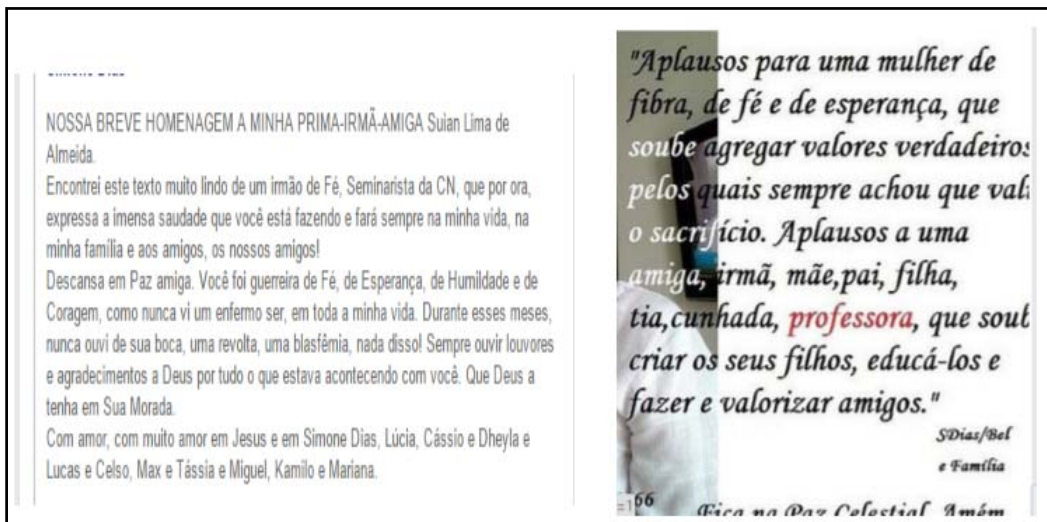 NOSSA BREVE HOMENAGEM A MINHA PRIMA-IRMÃ-AMIGA Suian Lima de
Almeida.
Encontrei este texto muito lindo de um irmão de Fé, Seminarista da CN, que por ora,
expressa a imensa saudade que você está fazendo e fará sempre na minha vida, na
minha família e aos amigos, os nossos amigos!
Descansa em Paz amiga. Você foi guerreira de Fé, de Esperança, de Humildade e de
Coragem, como nunca vi um enfermo ser, em toda a minha vida. Durante esses meses,
nunca ouvi de sua boca, uma revolta, uma blasfêmia, nada disso! Sempre ouvir louvores
e agradecimentos a Deus por tudo o que estava acontecendo com você. Que Deus a
tenha em Sua Morada.
Com amor, com muito amor em Jesus e em Simone Dias, Lúcia, Cássio e Dheyla e
Lucas e Celso, Max e Tássia e Miguel, Kamilo e Mariana.
"Aplausos para uma mulher de
fibra, de fé e de esperança, que
soube agregar valores verdadeiros
pelos quais sempre achou que
o sacrifício. Aplausos a uma
amiga, irmã, mãe,pai, filha,
tia,cunhada, professora, que
criar os seus filhos, educá-los e
fazer e valorizar amigos."
SDias/Bel
e Família
66
Fica na Paz Celestial. Amém